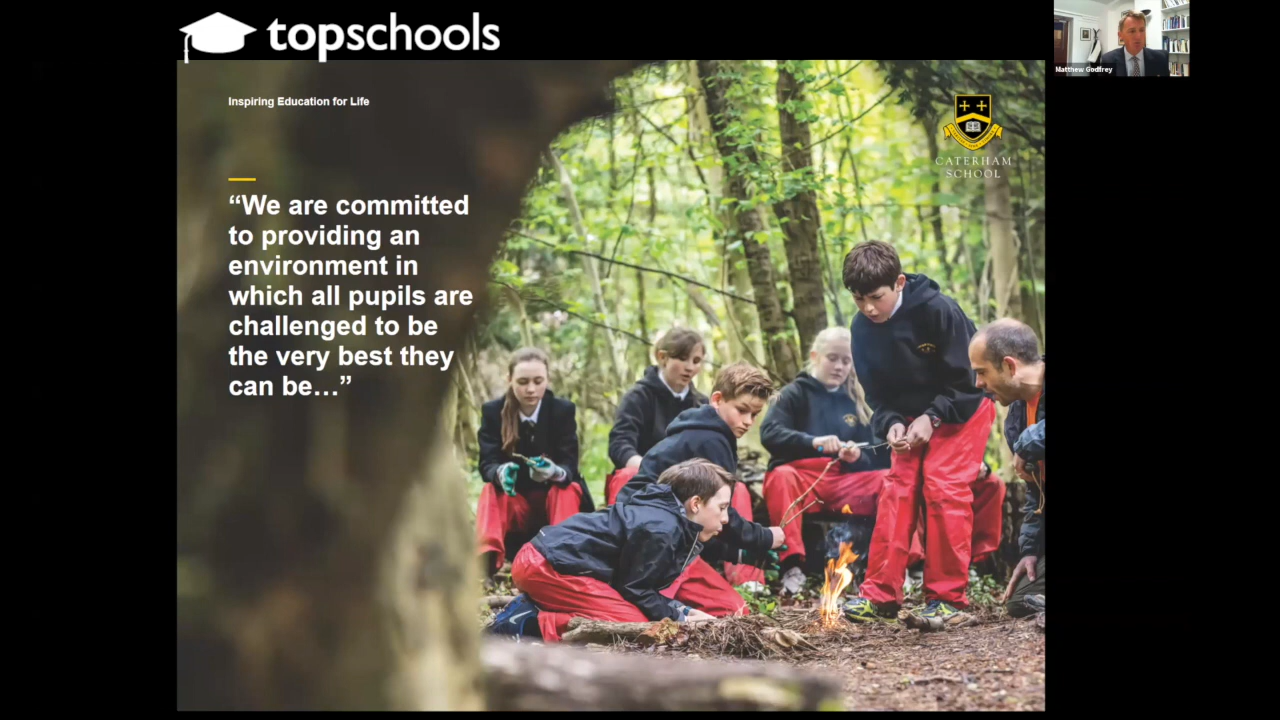 topschools
Matthew Godfrey
Inspiring Education for Life
CATERHAM
SCHOOL
“We are committed
to providing an
environment in
which all pupils are
challenged to be
the very best they
can be…”